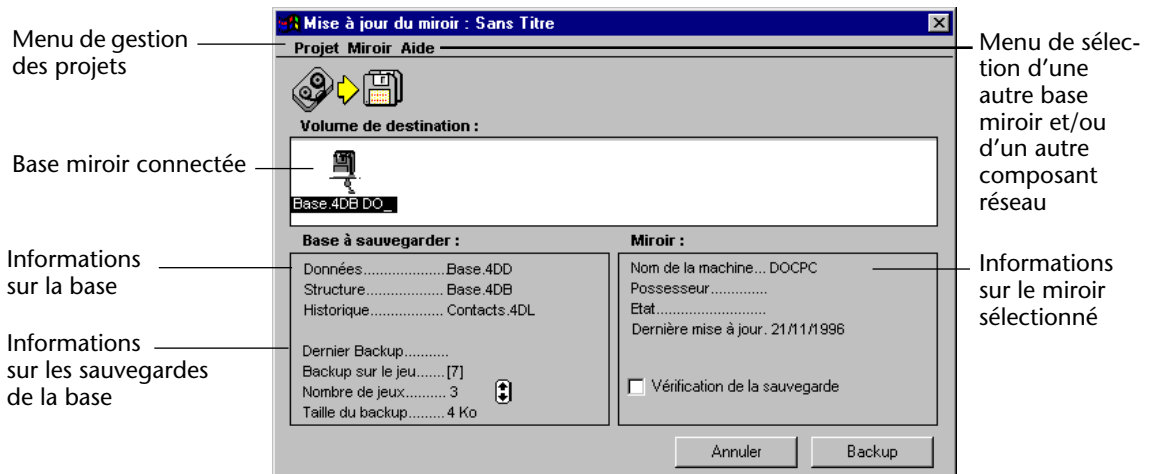 Mise à jour du miroir : Sans Titre
Projet Miroir Aide
Menu de gestion
des projets
Menu de sélec-
tion d'une
autre base
miroir et/ou
d'un autre
composant
réseau
Volume de destination :
Base miroir connectée
Base.4DB DO_
Base à sauvegarder :
Données...................Base.4DD
Structure.................. Base.4DB
Historique................. Contacts.4DL
Dernier Backup...........
Backup sur le jeu.......[7]
Nombre de jeux......... 3
Taille du backup.........4 Ko
Informations
sur la base
Informations
sur les sauvegardes
de la base
Miroir :
Nom de la machine... DOCPC
Possesseur..............
Etat..........................
Dernière mise à jour. 21/11/1996
Vérification de la sauvegarde
Informations
sur le miroir
sélectionné
Annuler
Backup